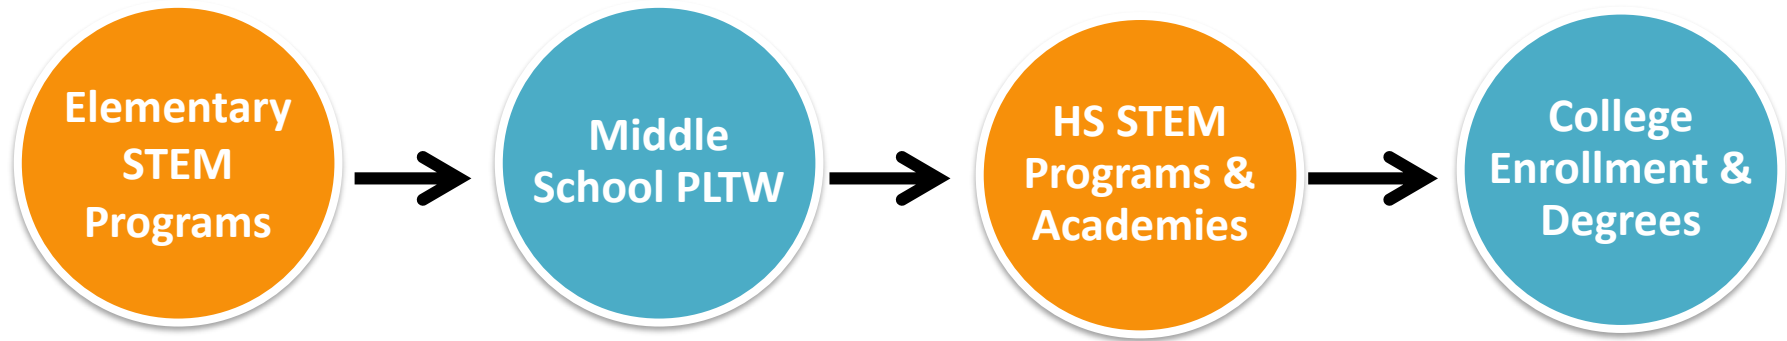 Elementary
STEM
Programs
Middle
School PLTW
HS STEM
Programs &
Academies
College
Enrollment &
Degrees